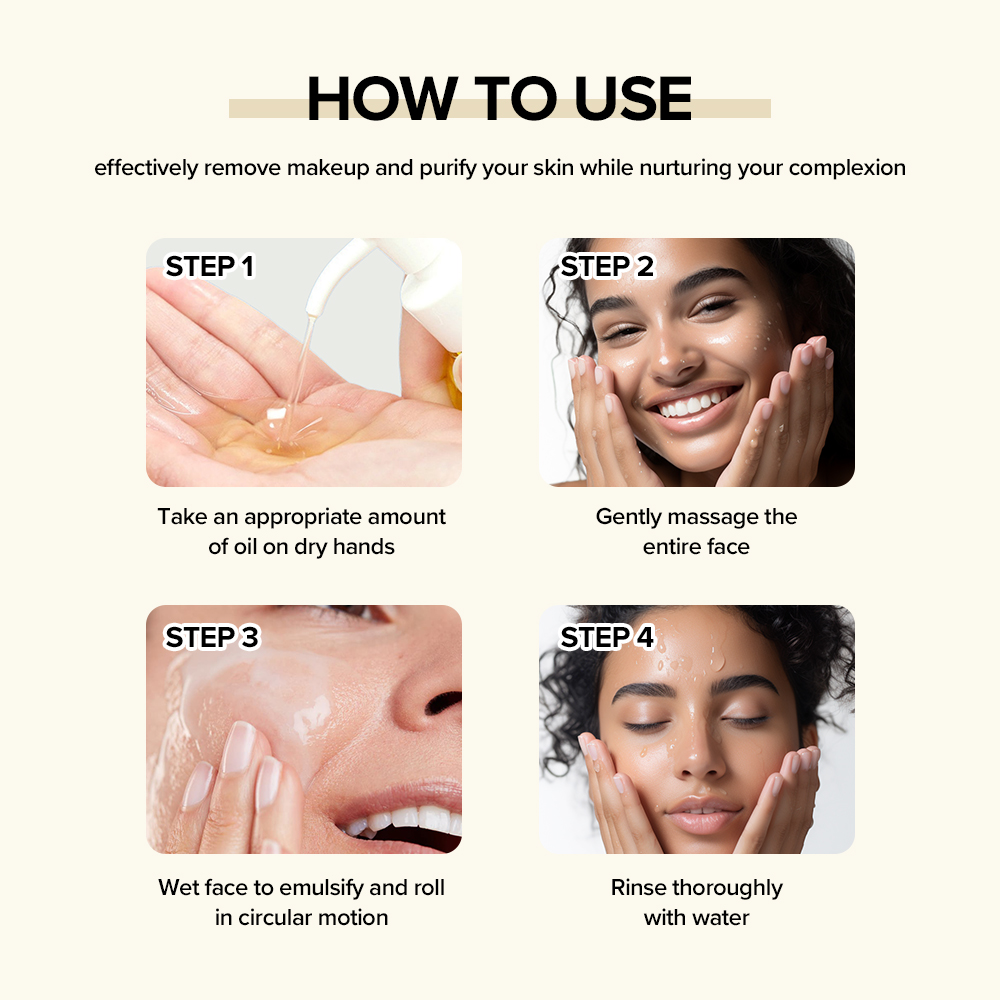 HOW TO USE
effectively remove makeup and purify your skin while nurturing your complexion
STEP 1
Take an appropriate amount
of oil on dry hands
STEP 2
Gently massage the
entire face
STEP 3
Wet face to emulsify and roll
in circular motion
STEP 4
Rinse thoroughly
with water